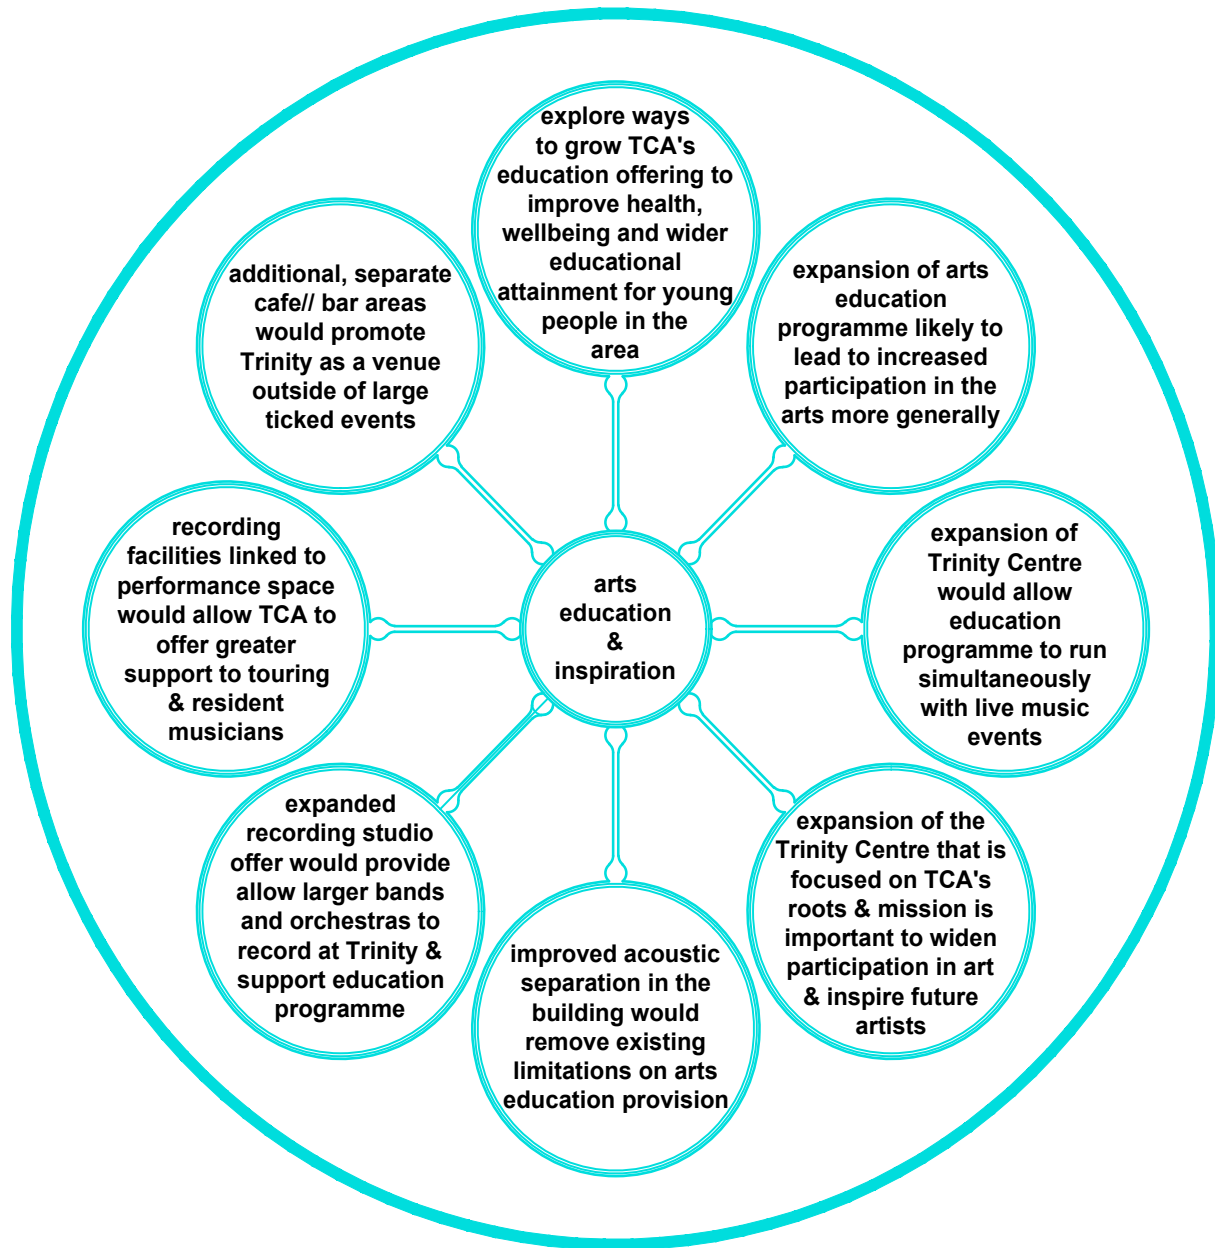 explore ways
to grow TCA's
education offering to
improve health,
wellbeing and wider
educational
attainment for young
people in the
area
expansion of arts
education
programme likely to
lead to increased
participation in the
arts more generally
expansion of
Trinity Centre
would allow
education
programme to run
simultaneously
with live music
events
expansion of the
Trinity Centre that is
focused on TCA's
roots & mission is
important to widen
participation in art
& inspire future
artists
improved acoustic
separation in the
building would
remove existing
limitations on arts
education provision
expanded
recording studio
offer would provide
allow larger bands
and orchestras to
record at Trinity &
support education
programme
recording
facilities linked to
performance space
would allow TCA to
offer greater
support to touring
& resident
musicians
additional, separate
cafe// bar areas
would promote
Trinity as a venue
outside of large
ticked events
arts
education
&
inspiration